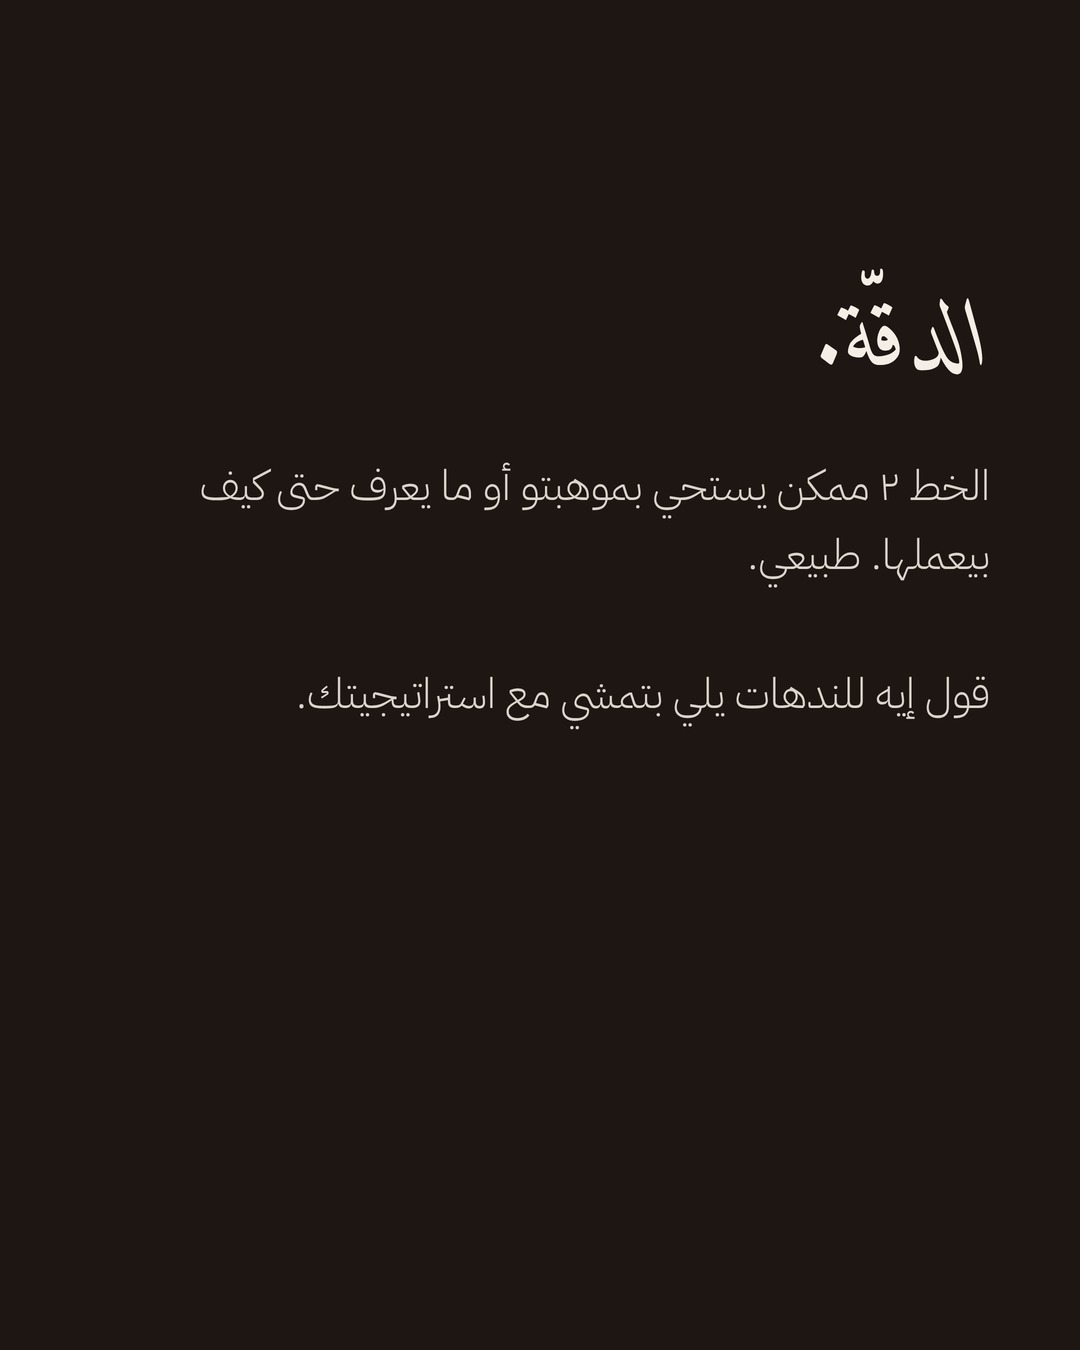 الدقّة.
الخط ٢ ممكن يستحي بموهبتو أو ما يعرف حتى كيف
بيعملها. طبيعي.
قول إيه للندهات يلي بتمشي مع استراتيجيتك.